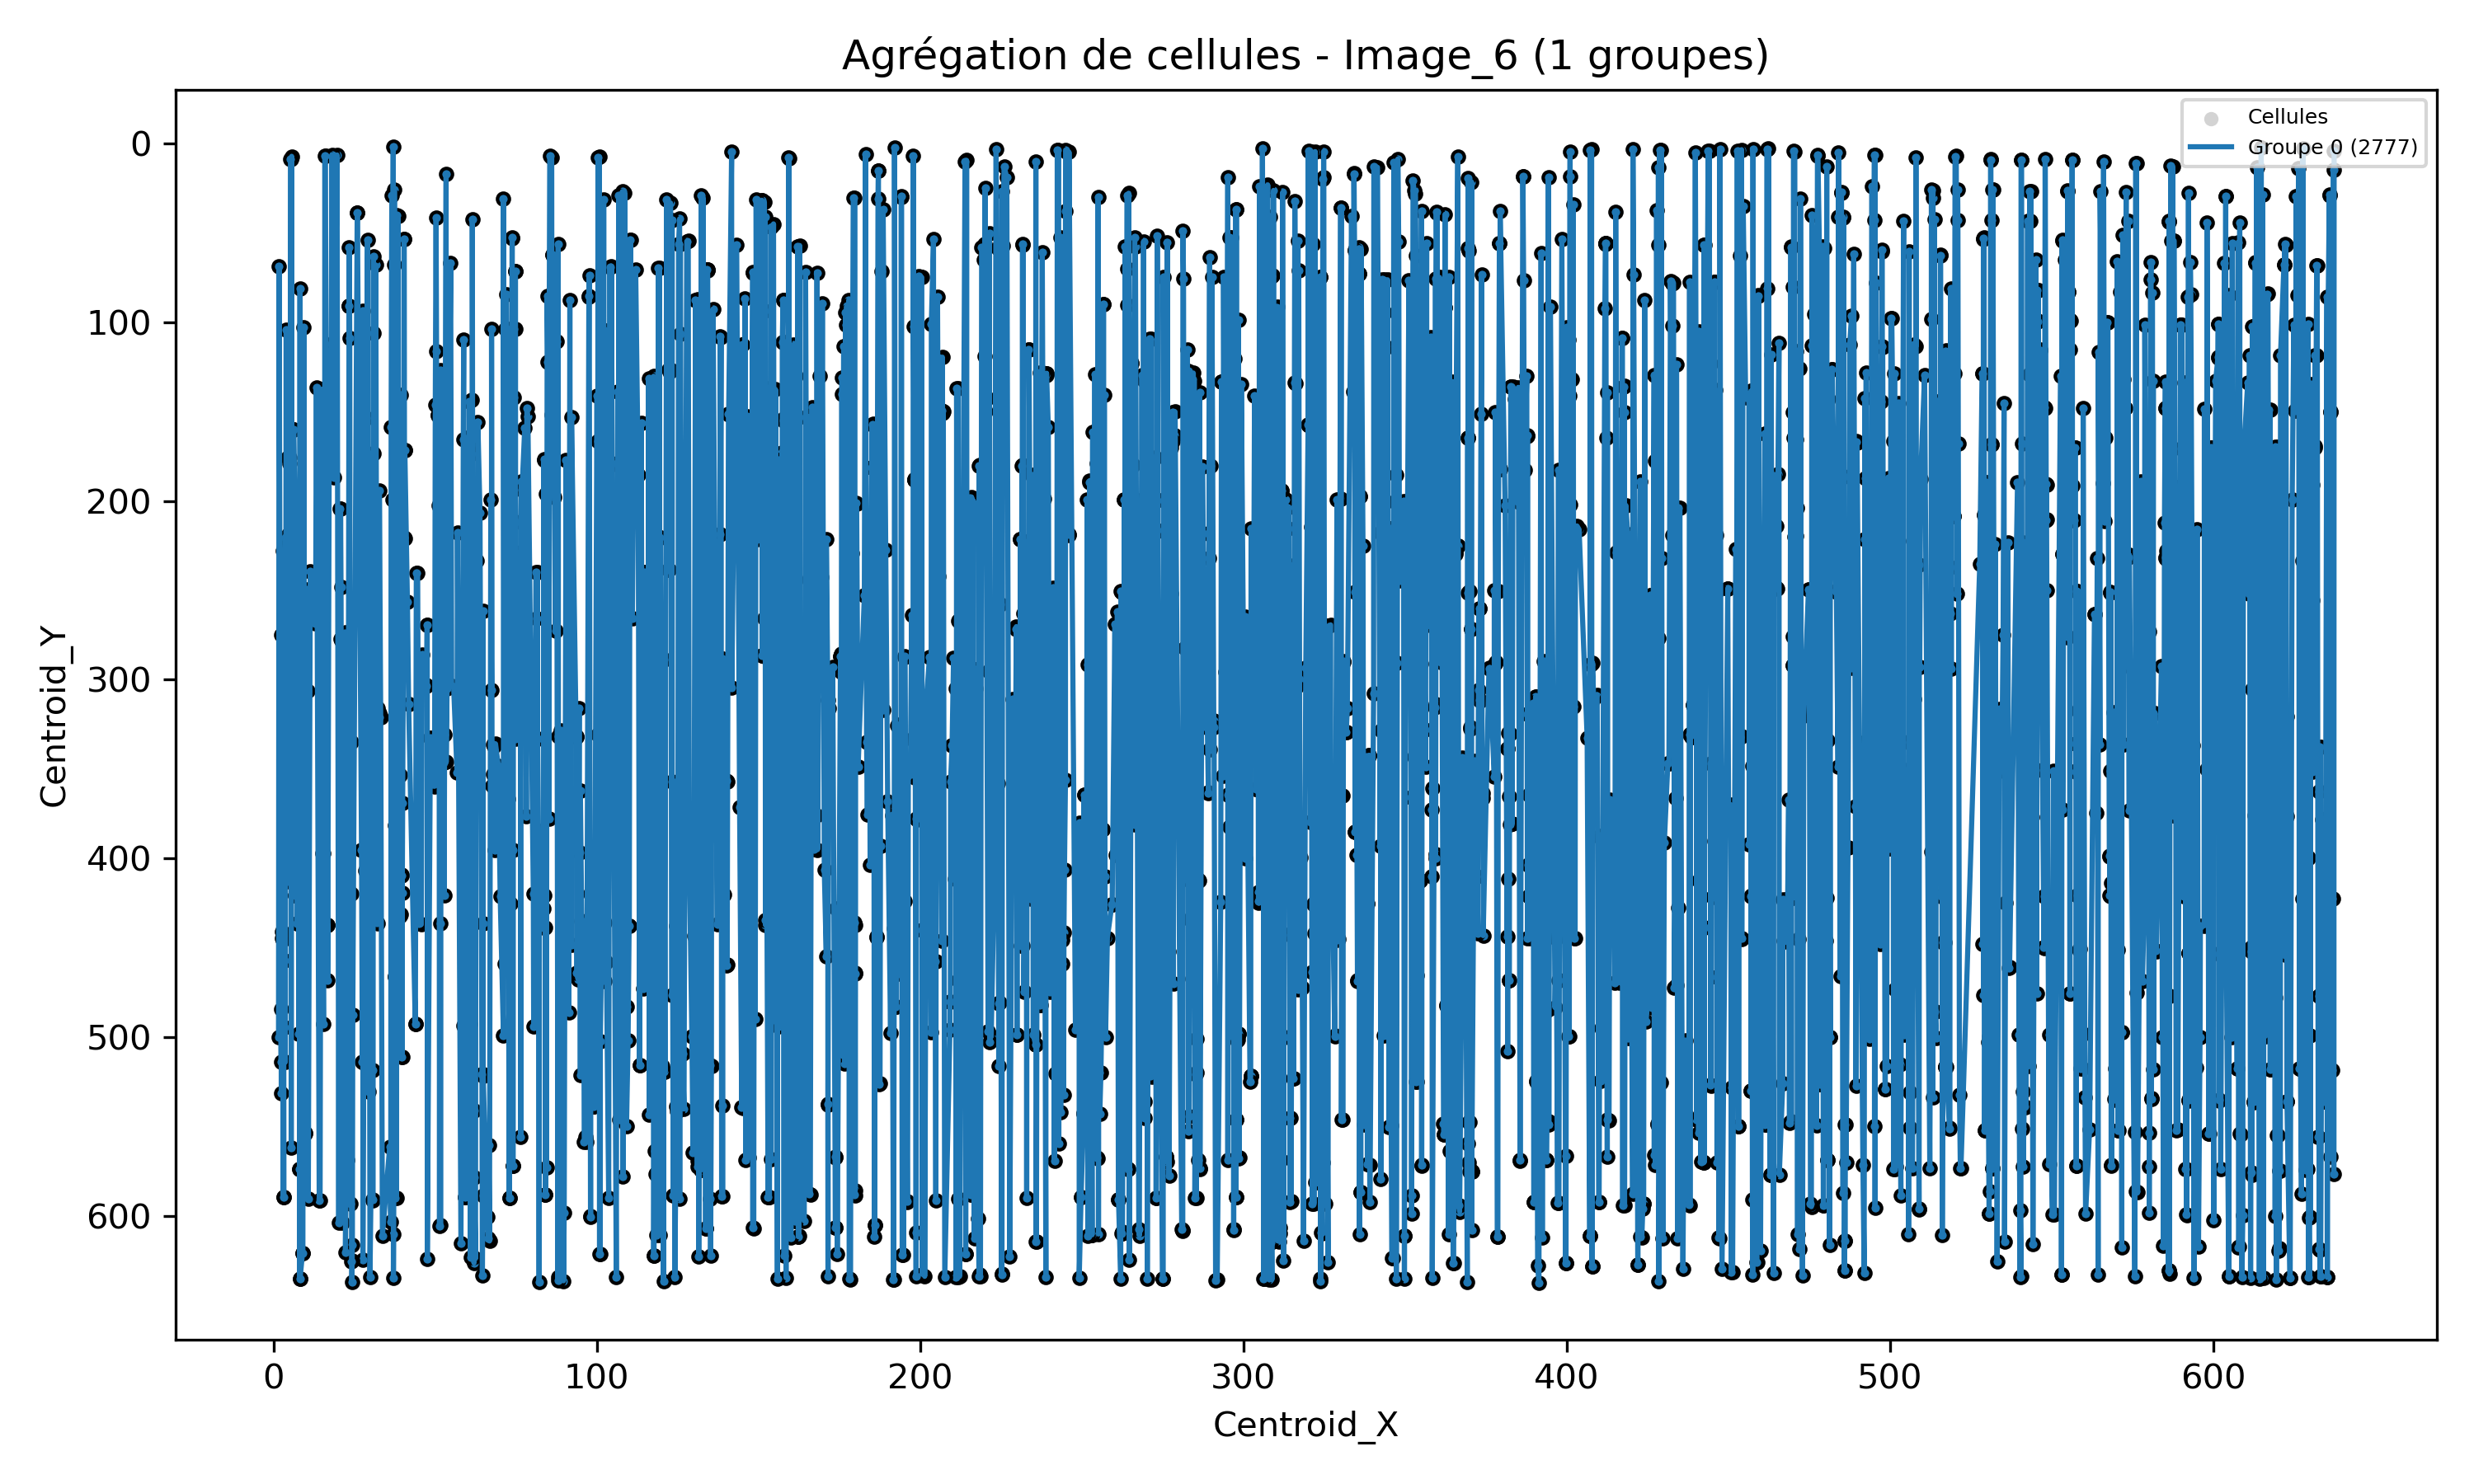 Agrégation de cellules - Image_6 (1 groupes)
Cellules
Groupe 0 (2777)
Centroid_Y
0
100
200
300
400
500
600
0 100 200 300 400 500 600
Centroid_X